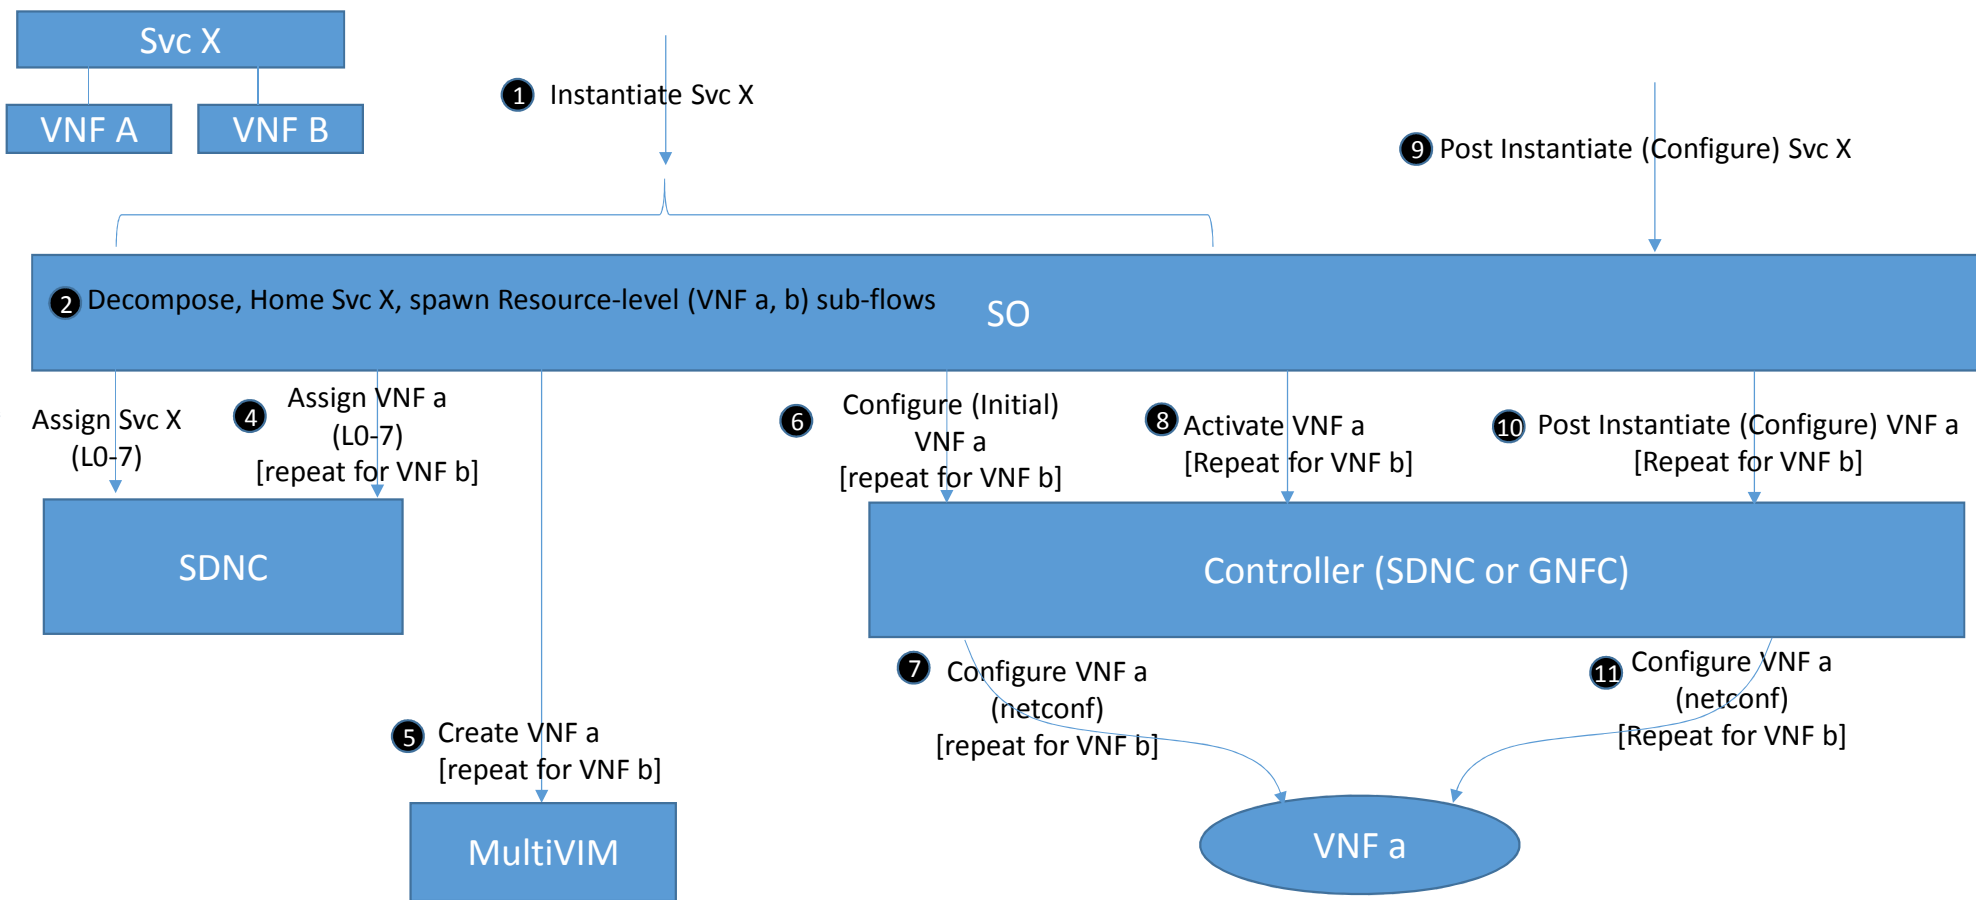 Svc X
VNF A
VNF B
1 Instantiate Svc X
9 Post Instantiate (Configure) Svc X
2 Decompose, Home Svc X, spawn Resource-level (VNF a, b) sub-flows
SO
Assign Svc X
(L0-7)
4 Assign VNF a
(L0-7)
[repeat for VNF b]
6 Configure (Initial)
VNF a
[repeat for VNF b]
8 Activate VNF a
[Repeat for VNF b]
10 Post Instantiate (Configure) VNF a
[Repeat for VNF b]
SDNC
Controller (SDNC or GNFC)
7 Configure VNF a
(netconf)
[repeat for VNF b]
11 Configure VNF a
(netconf)
[Repeat for VNF b]
5 Create VNF a
[repeat for VNF b]
MultiVIM
VNF a